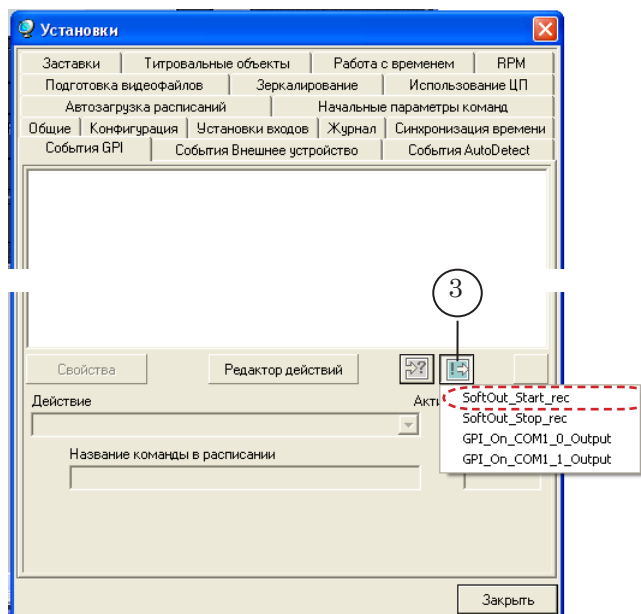 Установки
Заставки Титровальные объекты Работа с временем RPM
Подготовка видеофайлов Зеркалирование Использование ЦП
Автозагрузка расписаний Начальные параметры команд
Общие Конфигурация Установки входов Журнал Синхронизация времени
События GPI События Внешнее устройство События AutoDetect
3
Свойства Редактор действий
Действие Акти
SoftOut_Start_rec
SoftOut_Stop_rec
GPI_On_COM1_0_Output
GPI_On_COM1_1_Output
Название команды в расписании
Закрыть